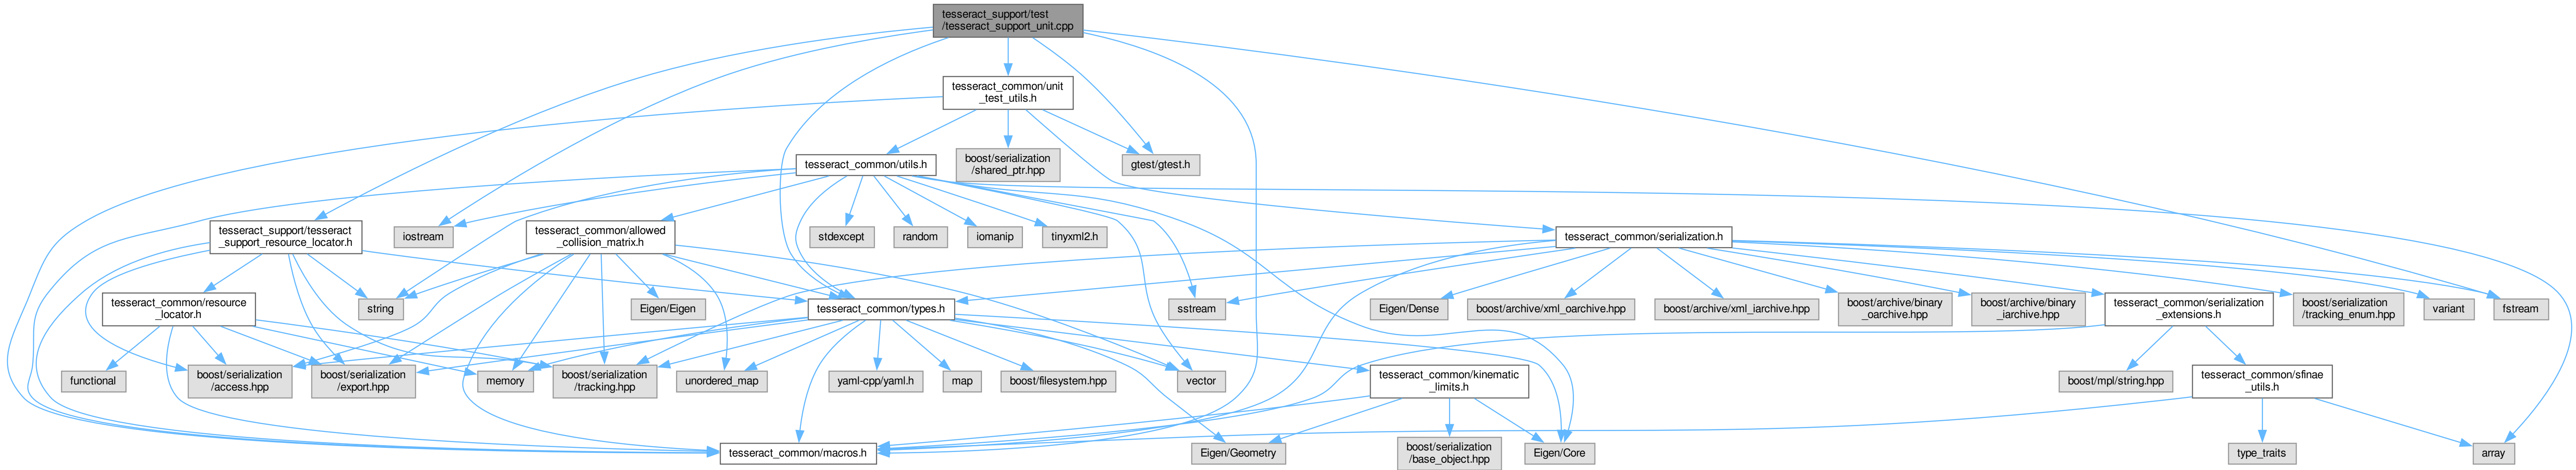 tesseract_support/test
/tesseract_support_unit.cpp
tesseract_common/unit
_test_utils.h
tesseract_common/utils.h
boost/serialization
/shared_ptr.hpp
gtest/gtest.h
tesseract_support/tesseract
_support_resource_locator.h
iostream
tesseract_common/allowed
_collision_matrix.h
stdexcept
random
iomanip
tinyxml2.h
tesseract_common/serialization.h
tesseract_common/resource
_locator.h
string
Eigen/Eigen
tesseract_common/types.h
sstream
Eigen/Dense
boost/archive/xml_oarchive.hpp
boost/archive/xml_iarchive.hpp
boost/archive/binary
_oarchive.hpp
boost/archive/binary
_iarchive.hpp
tesseract_common/serialization
_extensions.h
boost/serialization
/tracking_enum.hpp
variant
fstream
functional
boost/serialization
/access.hpp
boost/serialization
/export.hpp
memory
boost/serialization
/tracking.hpp
unordered_map
yaml-cpp/yaml.h
map
boost/filesystem.hpp
vector
tesseract_common/kinematic
_limits.h
boost/mpl/string.hpp
tesseract_common/sfinae
_utils.h
tesseract_common/macros.h
Eigen/Geometry
boost/serialization
/base_object.hpp
Eigen/Core
type_traits
array